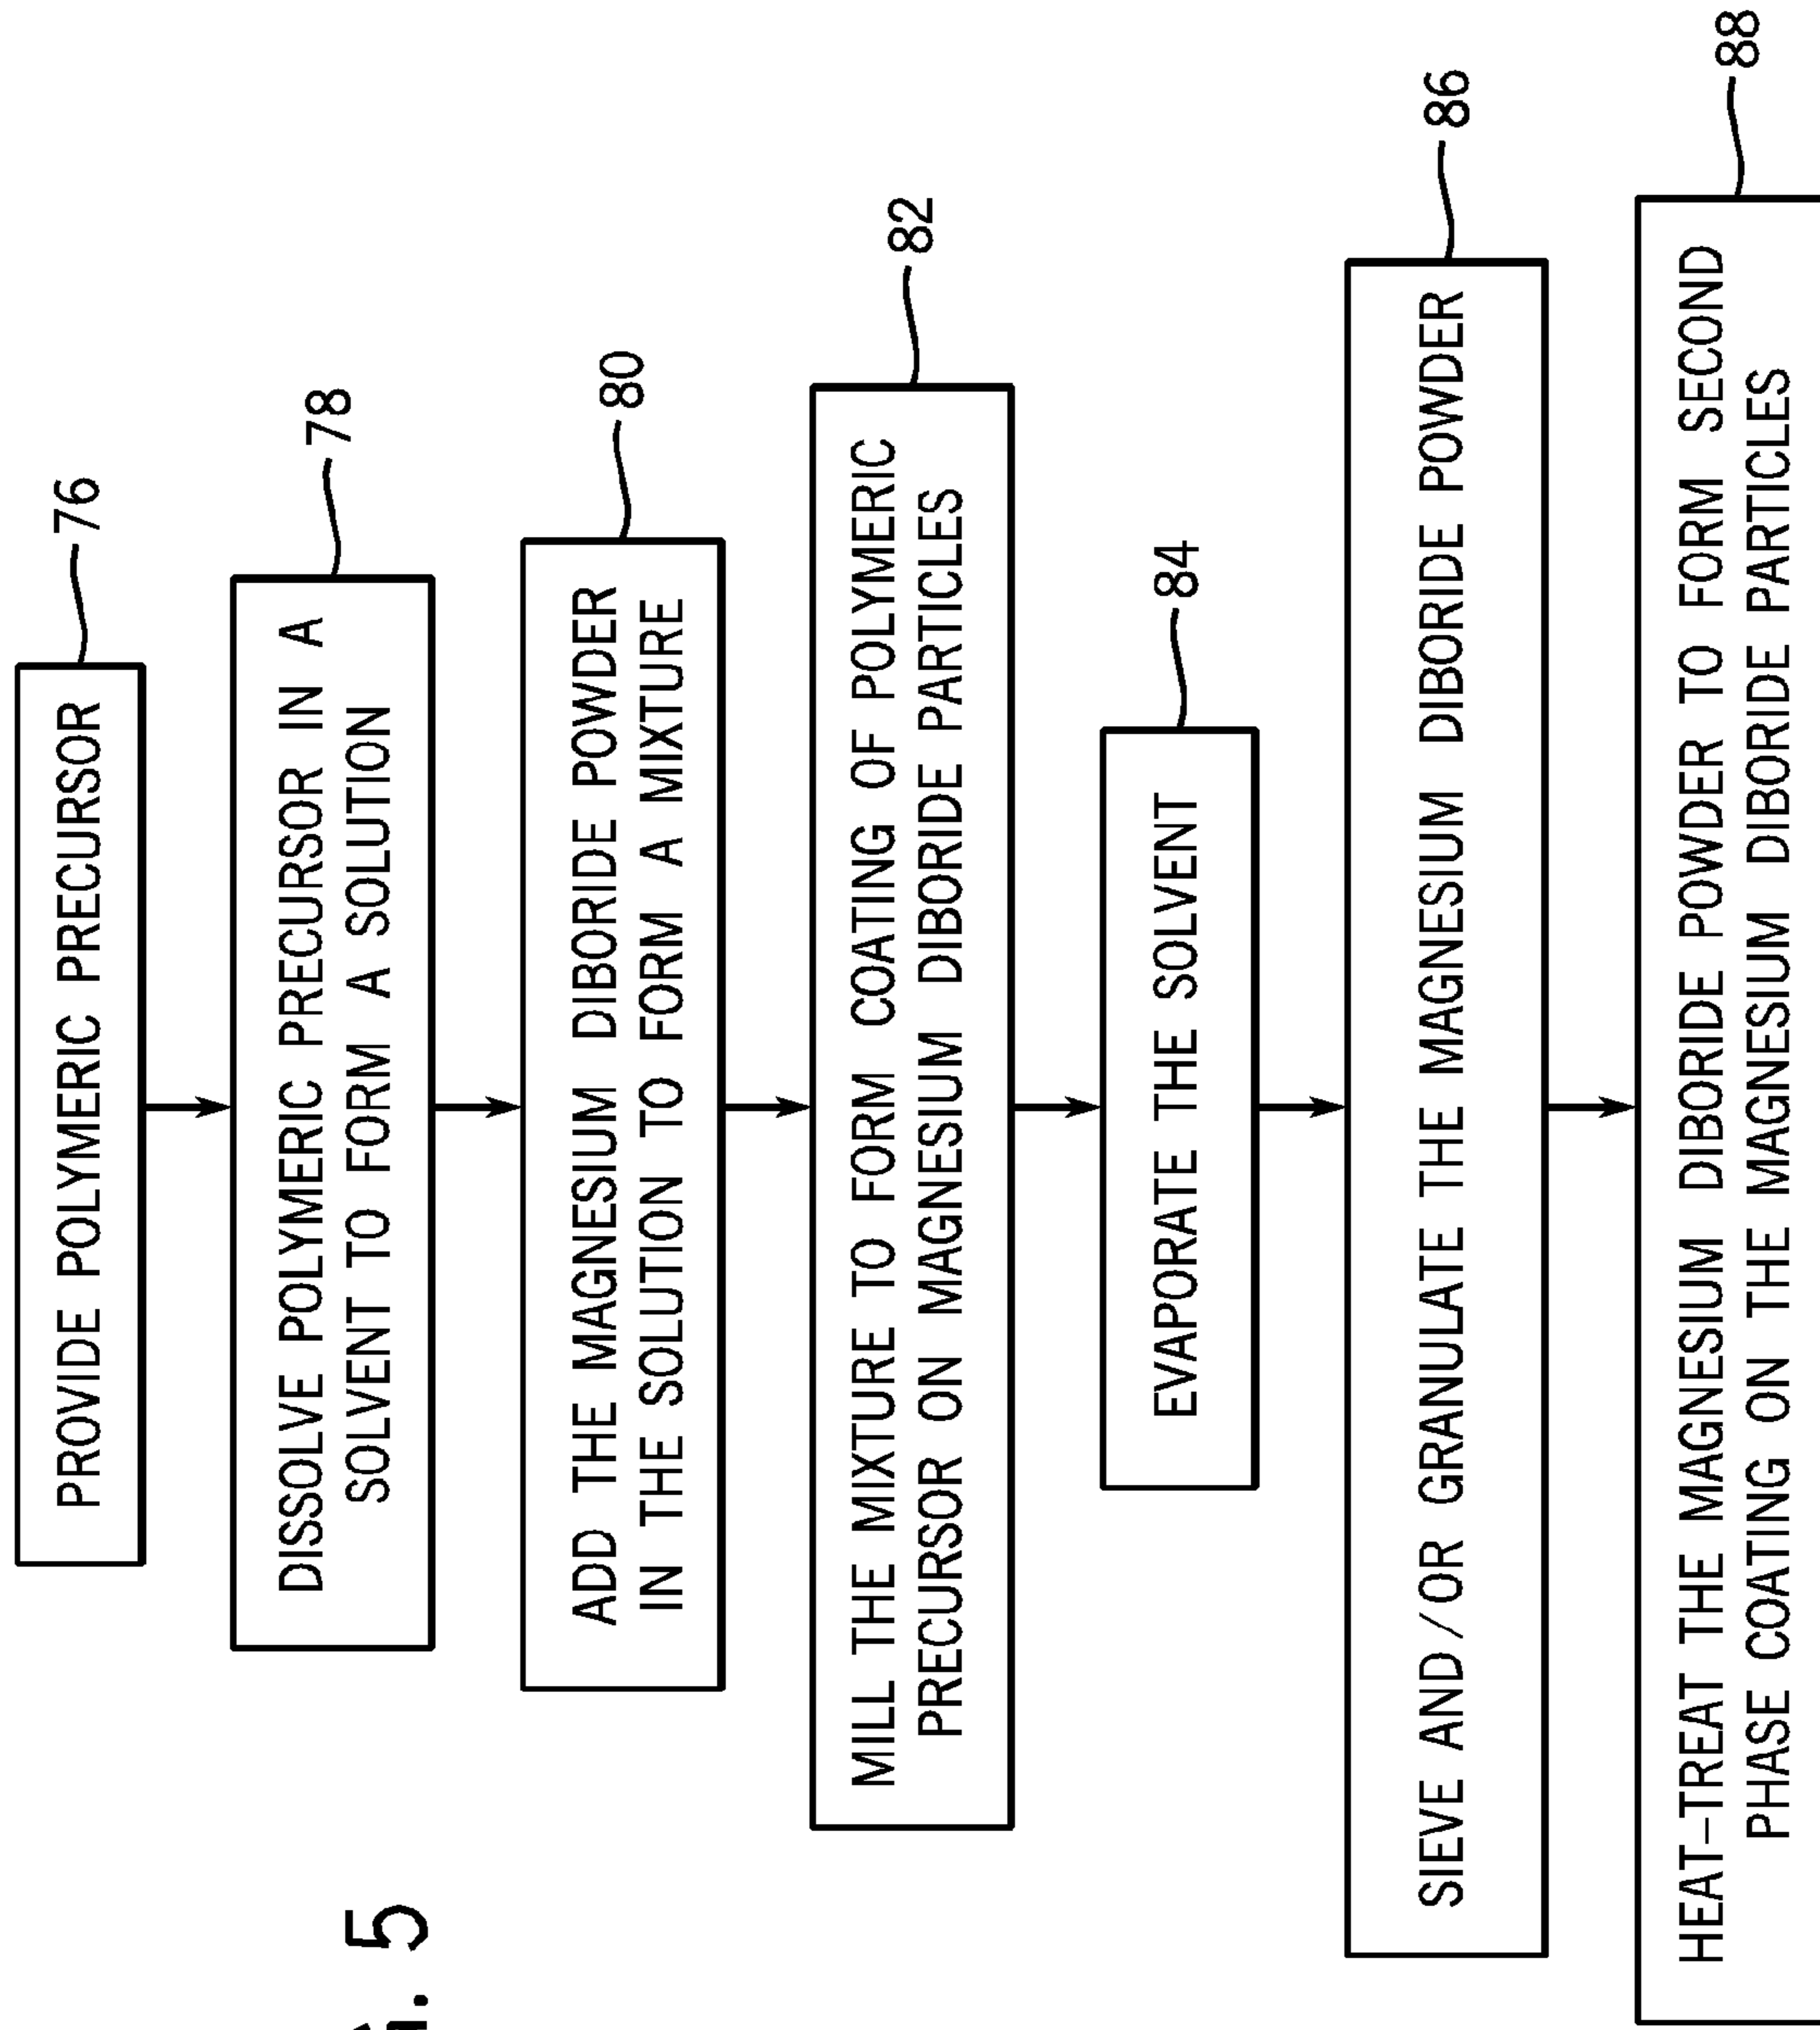 PROVIDE POLYMERIC PRECURSOR
76
DISSOLVE POLYMERIC PRECURSOR IN A
SOLVENT TO FORM A SOLUTION
78
ADD THE MAGNESIUM DIBORIDE POWDER
IN THE SOLUTION TO FORM A MIXTURE
80
MILL THE MIXTURE TO FORM COATING OF POLYMERIC
PRECURSOR ON MAGNESIUM DIBORIDE PARTICLES
82
EVAPORATE THE SOLVENT
84
SIEVE AND/OR GRANULATE THE MAGNESIUM DIBORIDE POWDER
86
HEAT-TREAT THE MAGNESIUM DIBORIDE POWDER TO FORM SECOND
PHASE COATING ON THE MAGNESIUM DIBORIDE PARTICLES
88
5